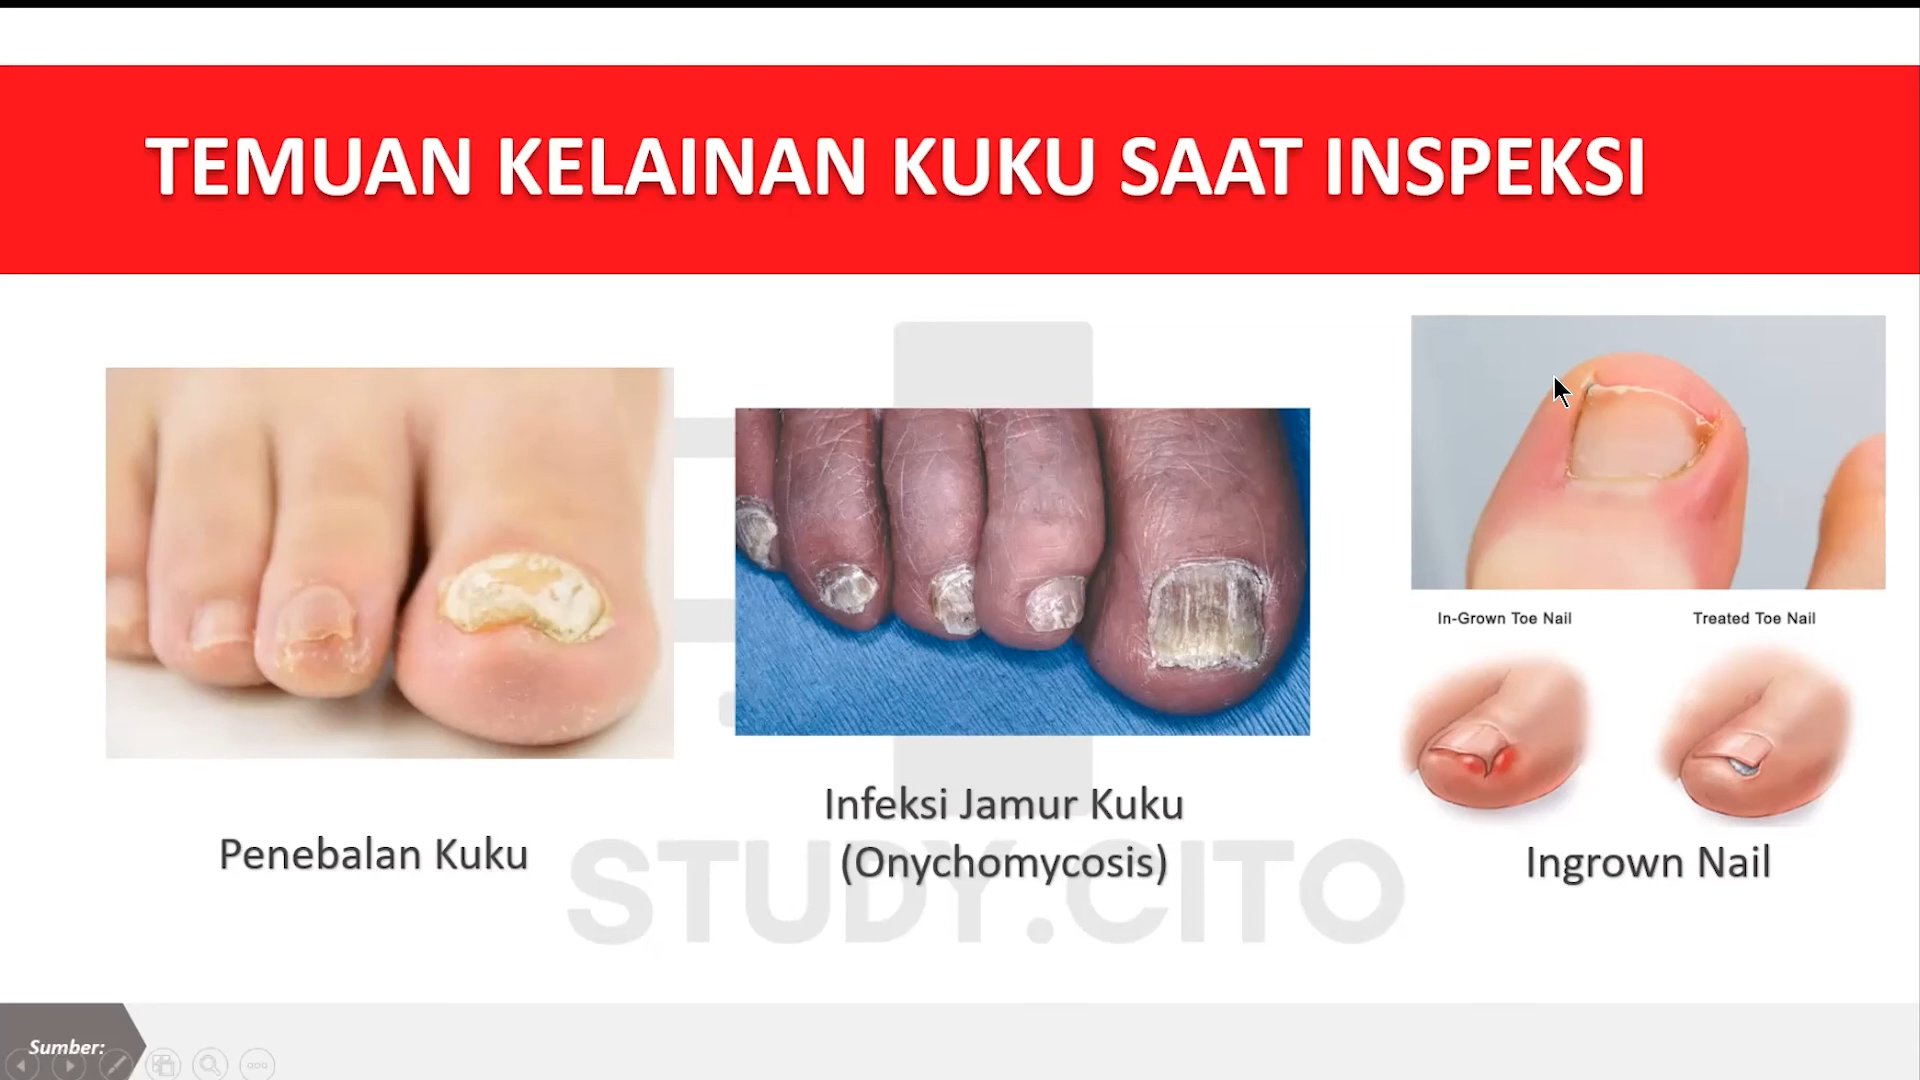 TEMUAN KELAINAN KUKU SAAT INSPEKSI
In-Grown Toe Nail
Treated Toe Nail
Penebalan Kuku
Infeksi Jamur Kuku
(Onychomycosis)
Ingrown Nail
STUDY.CITO
Sumber: